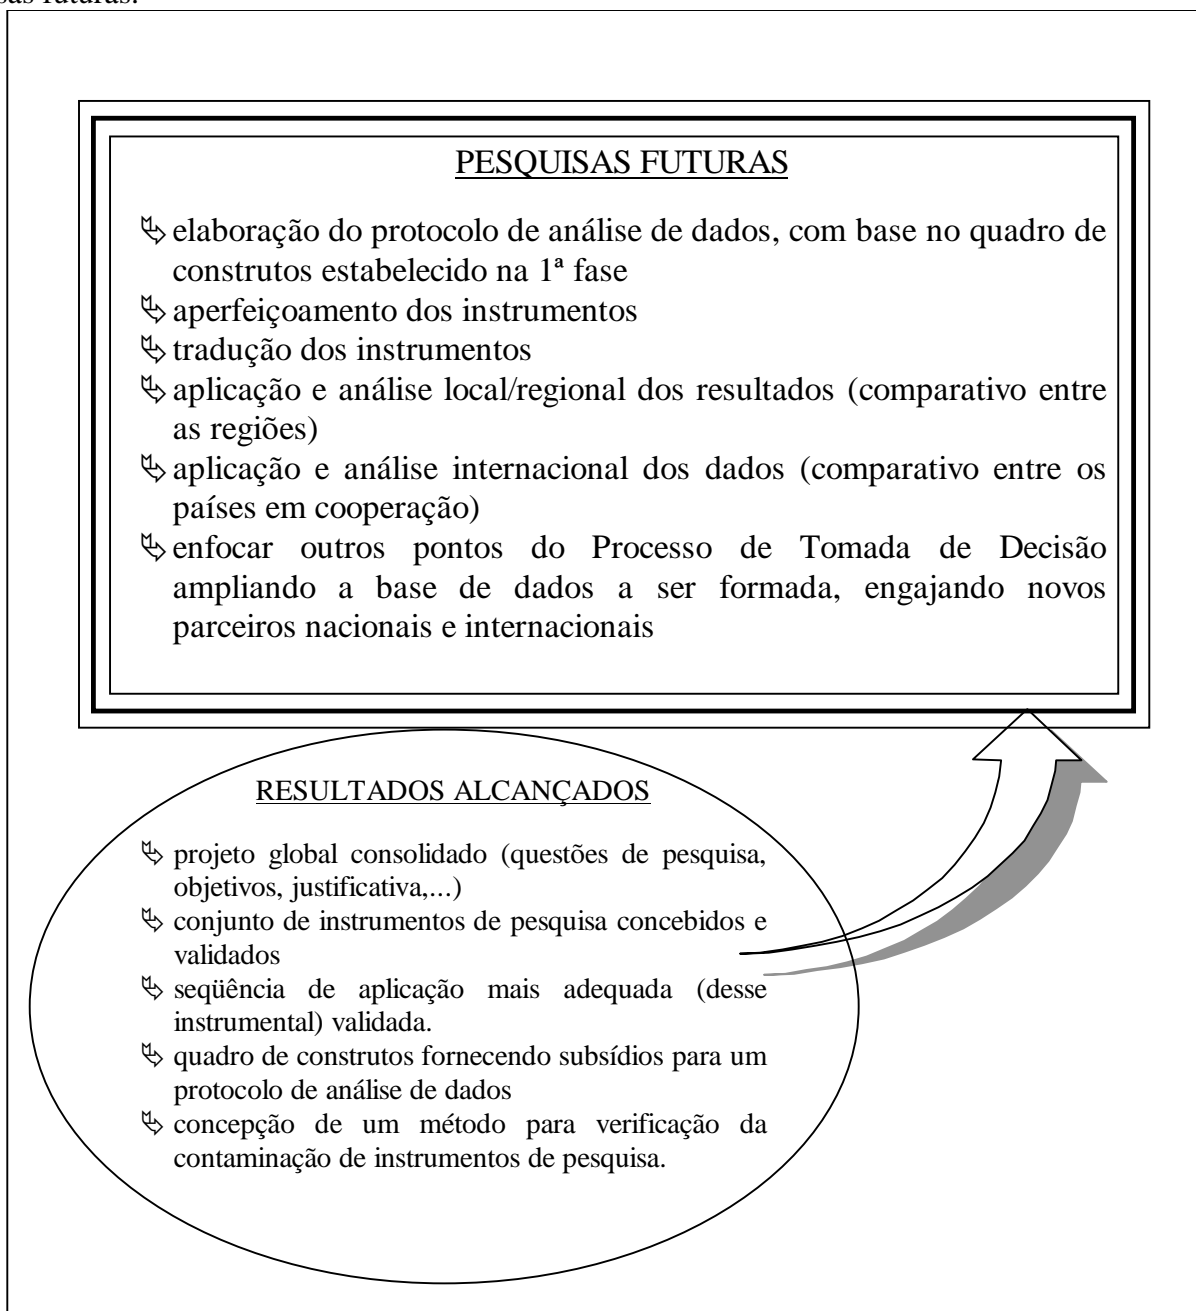 PESQUISAS FUTURAS
elaboração do protocolo de análise de dados, com base no quadro de
construtos estabelecido na 1ª fase
aperfeiçoamento dos instrumentos
tradução dos instrumentos
aplicação e análise local/regional dos resultados (comparativo entre
as regiões)
aplicação e análise internacional dos dados (comparativo entre os
países em cooperação)
enfocar outros pontos do Processo de Tomada de Decisão
ampliando a base de dados a ser formada, engajando novos
parceiros nacionais e internacionais
RESULTADOS ALCANÇADOS
projeto global consolidado (questões de pesquisa,
objetivos, justificativa,...)
conjunto de instrumentos de pesquisa concebidos e
validados
seqüência de aplicação mais adequada (desse
instrumental) validada.
quadro de construtos fornecendo subsídios para um
protocolo de análise de dados
concepção de um método para verificação da
contaminação de instrumentos de pesquisa.